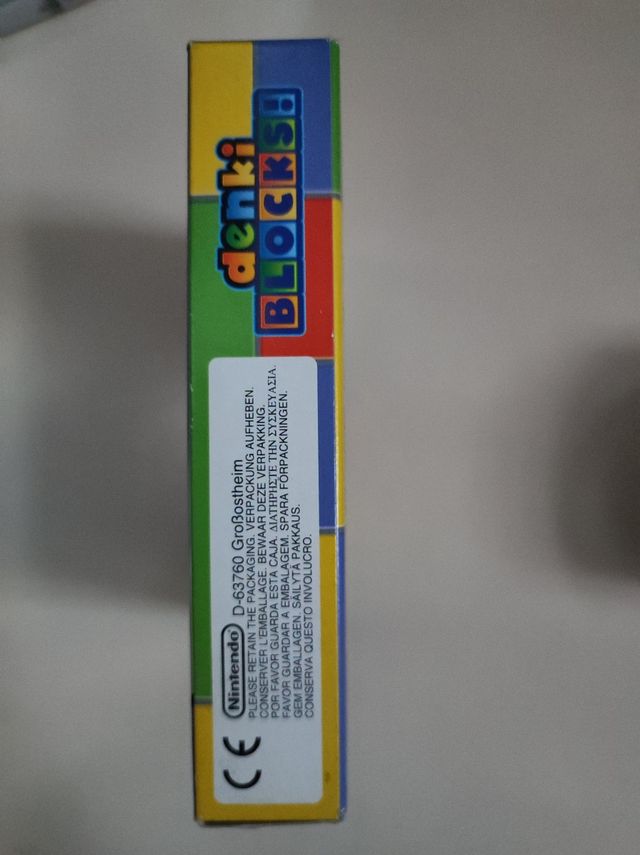 denki
BLOCKS!
CE Nintendo D-63760 Großostheim
PLEASE RETAIN THE PACKAGING. VERPACKUNG AUFHEBEN.
CONSERVER L'EMBALLAGE. BEWAAR DEZE VERPAKKING.
POR FAVOR GUARDA ESTA CAJA. ΔΙΑΤΗΡΗΣΤΕ ΤΗΝ ΣΥΣΚΕΥΑΣΙΑ.
FAVOR GUARDAR A EMBALAGEM. SPARA FÖRPACKNINGEN.
GEM EMBALLAGEN. SÄILYTÄ PAKKAUS.
CONSERVA QUESTO INVOLUCRO.